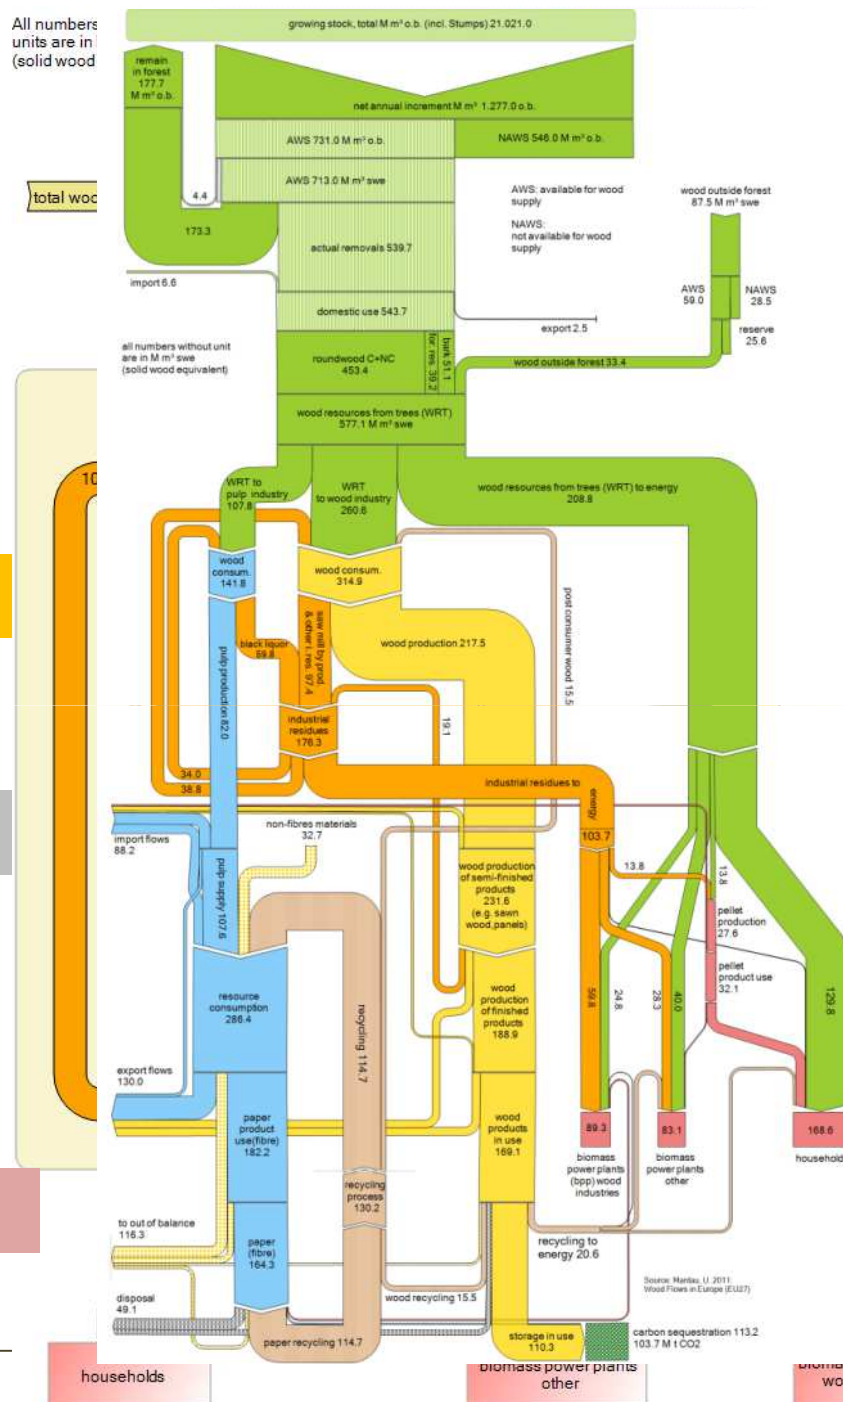 All numbers
units are in
(solid wood
growing stock, total M m³ o.b. (incl. Stumps) 21.021.0
remain
in forest
177.7
M m³ o.b.
net annual increment M m³ 1.277.0 o.b.
AWS 731.0 M m³ o.b.
NAWS 546.0 M m³ o.b.
AWS 713.0 M m³ swe
4.4
173.3
AWS: available for wood
supply
NAWS:
not available for wood
supply
wood outside forest
87.5 M m³ swe
total woo
actual removals 539.7
import 6.6
AWS
59.0
NAWS
28.5
domestic use 543.7
export 2.5
reserve
25.6
all numbers without unit
are in M m³ swe
(solid wood equivalent)
roundwood C+NC
453.4
for. res. 39.2
bark 51.1
wood outside forest 33.4
wood resources from trees (WRT)
577.1 M m³ swe
10
WRT to
pulp industry
107.8
WRT
to wood industry
260.6
wood resources from trees (WRT) to energy
208.8
wood
consum.
141.8
wood consum.
314.9
post consumer wood 15.5
black liquor
59.8
saw mill by prod.
& other i. res. 97.4
wood production 217.5
pulp production 82.0
industrial
residues
176.3
19.1
34.0
38.8
industrial residues to
energy
103.7
import flows
88.2
non-fibres materials
32.7
pulp supply 107.6
wood production
of semi-finished
products
231.6
(e.g. sawn
wood,panels)
13.8
13.8
pellet
production
27.6
pellet
product use
32.1
resource
consumption
286.4
recycling 114.7
wood
production
of finished
products
188.9
59.8
24.8
28.3
40.0
129.8
export flows
130.0
paper
product
use(fibre)
182.2
wood
products
in use
169.1
89.3
83.1
168.6
biomass
power plants
(bpp) wood
industries
biomass
power plants
other
household
recycling
process
130.2
to out of balance
116.3
paper
(fibre)
164.3
recycling to
energy 20.6
Source: Mantau, U. 2011:
Wood Flows in Europe (EU27)
disposal
49.1
wood recycling 15.5
paper recycling 114.7
storage in use
110.3
carbon sequestration 113.2
103.7 M t CO2
households
biomass power plants
other
wo